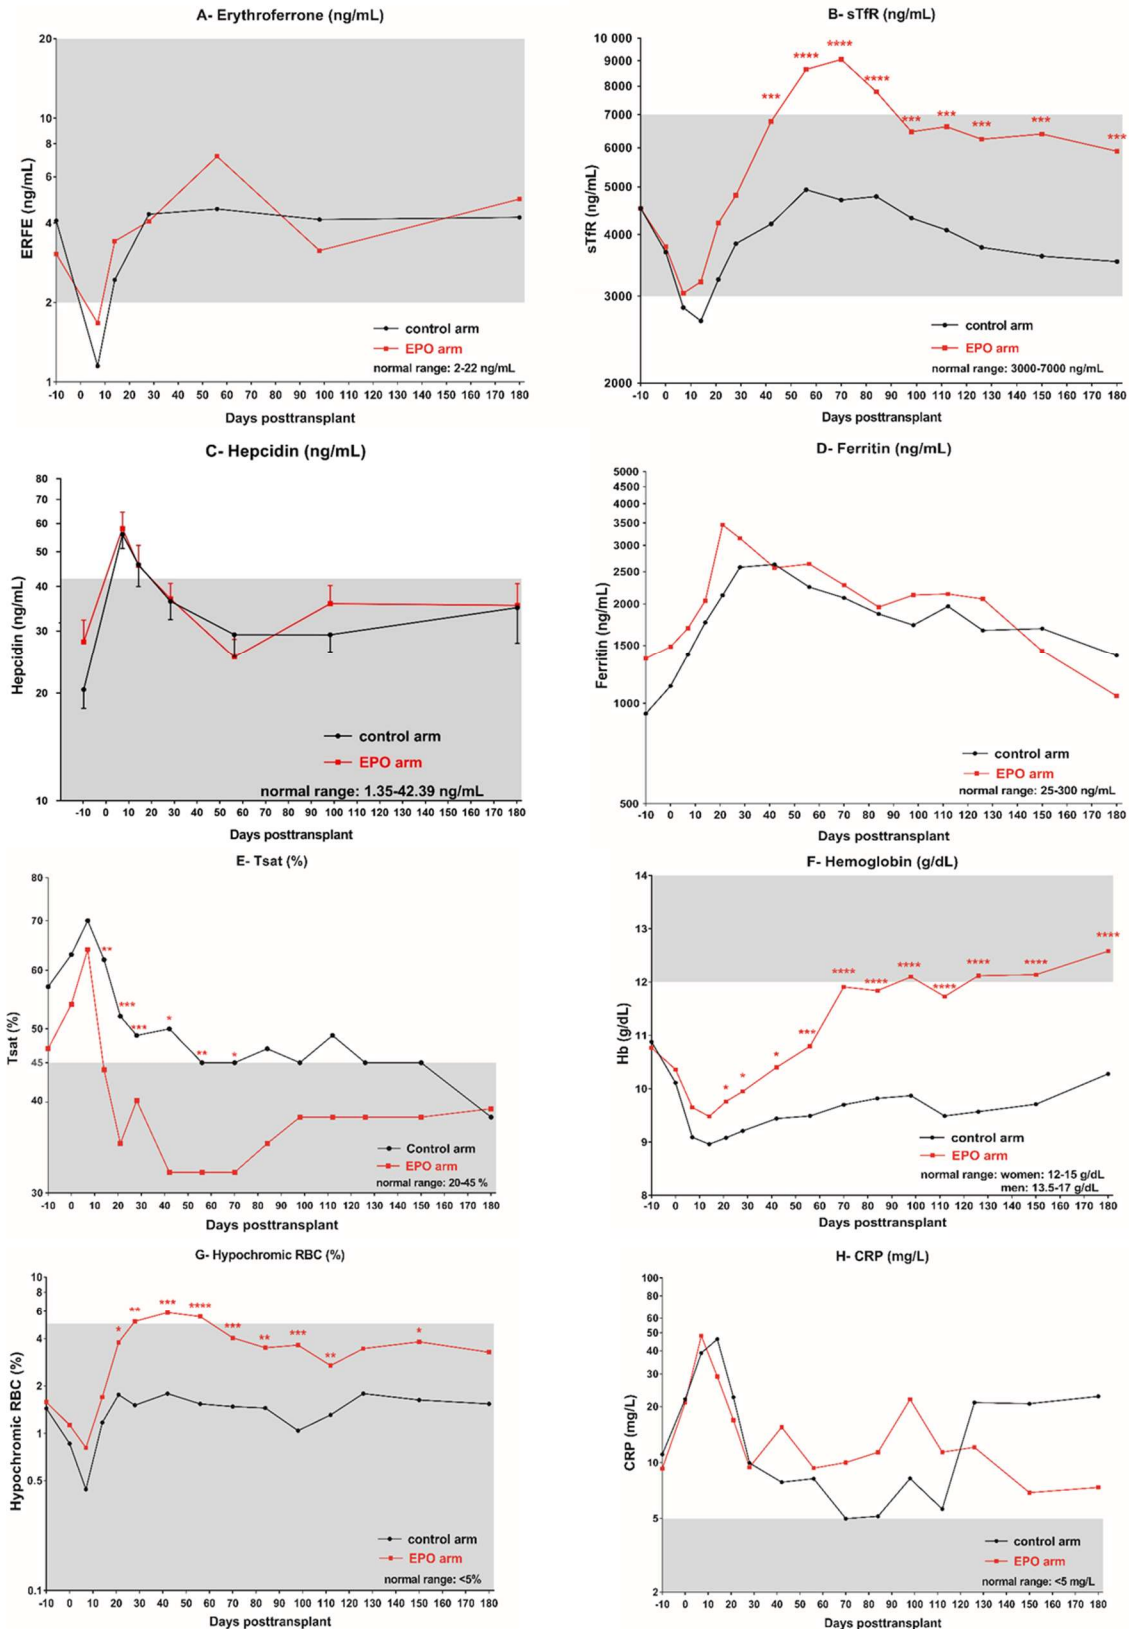 A- Erythroferrone (ng/mL)
20
10
8
6
4
2
1
ERFE (ng/mL)
control arm
EPO arm
normal range: 2-22 ng/mL
-10 0 10 20 30 40 50 60 70 80 90 100 110 120 130 140 150 160 170 180
Days posttransplant
B- sTfR (ng/mL)
10 000
9000
8000
7000
6000
5000
4000
3000
2000
sTfR (ng/mL)
*** **** **** **** *** *** *** *** ***
control arm
EPO arm
normal range: 3000-7000 ng/mL
-10 0 10 20 30 40 50 60 70 80 90 100 110 120 130 140 150 160 170 180
Days posttransplant
C- Hepcidin (ng/mL)
80
70
60
50
40
30
20
10
Hepcidin (ng/mL)
control arm
EPO arm
normal range: 1.35-42.39 ng/mL
-10 0 10 20 30 40 50 60 70 80 90 100 110 120 130 140 150 160 170 180
Days posttransplant
D- Ferritin (ng/mL)
5000
4500
4000
3500
3000
2500
2000
1500
1000
500
Ferritin (ng/mL)
control arm
EPO arm
normal range: 25-300 ng/mL
-10 0 10 20 30 40 50 60 70 80 90 100 110 120 130 140 150 160 170 180
Days posttransplant
E- Tsat (%)
80
70
60
50
45
40
30
Tsat (%)
** *** *** * ** *
Control arm
EPO arm
normal range: 20-45 %
-10 0 10 20 30 40 50 60 70 80 90 100 110 120 130 140 150 160 170 180
Days posttransplant
F- Hemoglobin (g/dL)
14
13
12
11
10
9
8
Hb (g/dL)
* * * *** **** **** **** **** **** **** ****
control arm
EPO arm
normal range: women: 12-15 g/dL
men: 13.5-17 g/dL
-10 0 10 20 30 40 50 60 70 80 90 100 110 120 130 140 150 160 170 180
Days posttransplant
G- Hypochromic RBC (%)
10
8
6
4
2
1
0.5
0.1
Hypochromic RBC (%)
* ** *** **** *** ** *** ** *
control arm
EPO arm
normal range: <5%
-10 0 10 20 30 40 50 60 70 80 90 100 110 120 130 140 150 160 170 180
Days posttransplant
H- CRP (mg/L)
100
80
60
50
40
30
20
10
5
2
CRP (mg/L)
control arm
EPO arm
normal range: <5 mg/L
-10 0 10 20 30 40 50 60 70 80 90 100 110 120 130 140 150 160 170 180
Days posttransplant